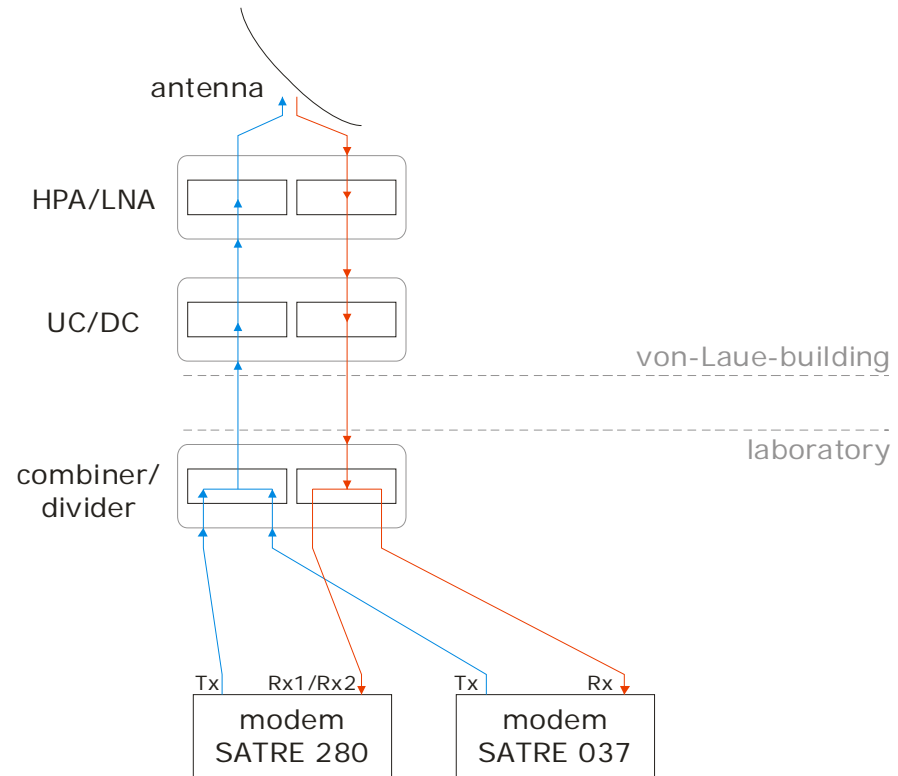 antenna
HPA/LNA
UC/DC
von-Laue-building
laboratory
combiner/
divider
Tx
Rx1/Rx2
Tx
Rx
modem
SATRE 280
modem
SATRE 037